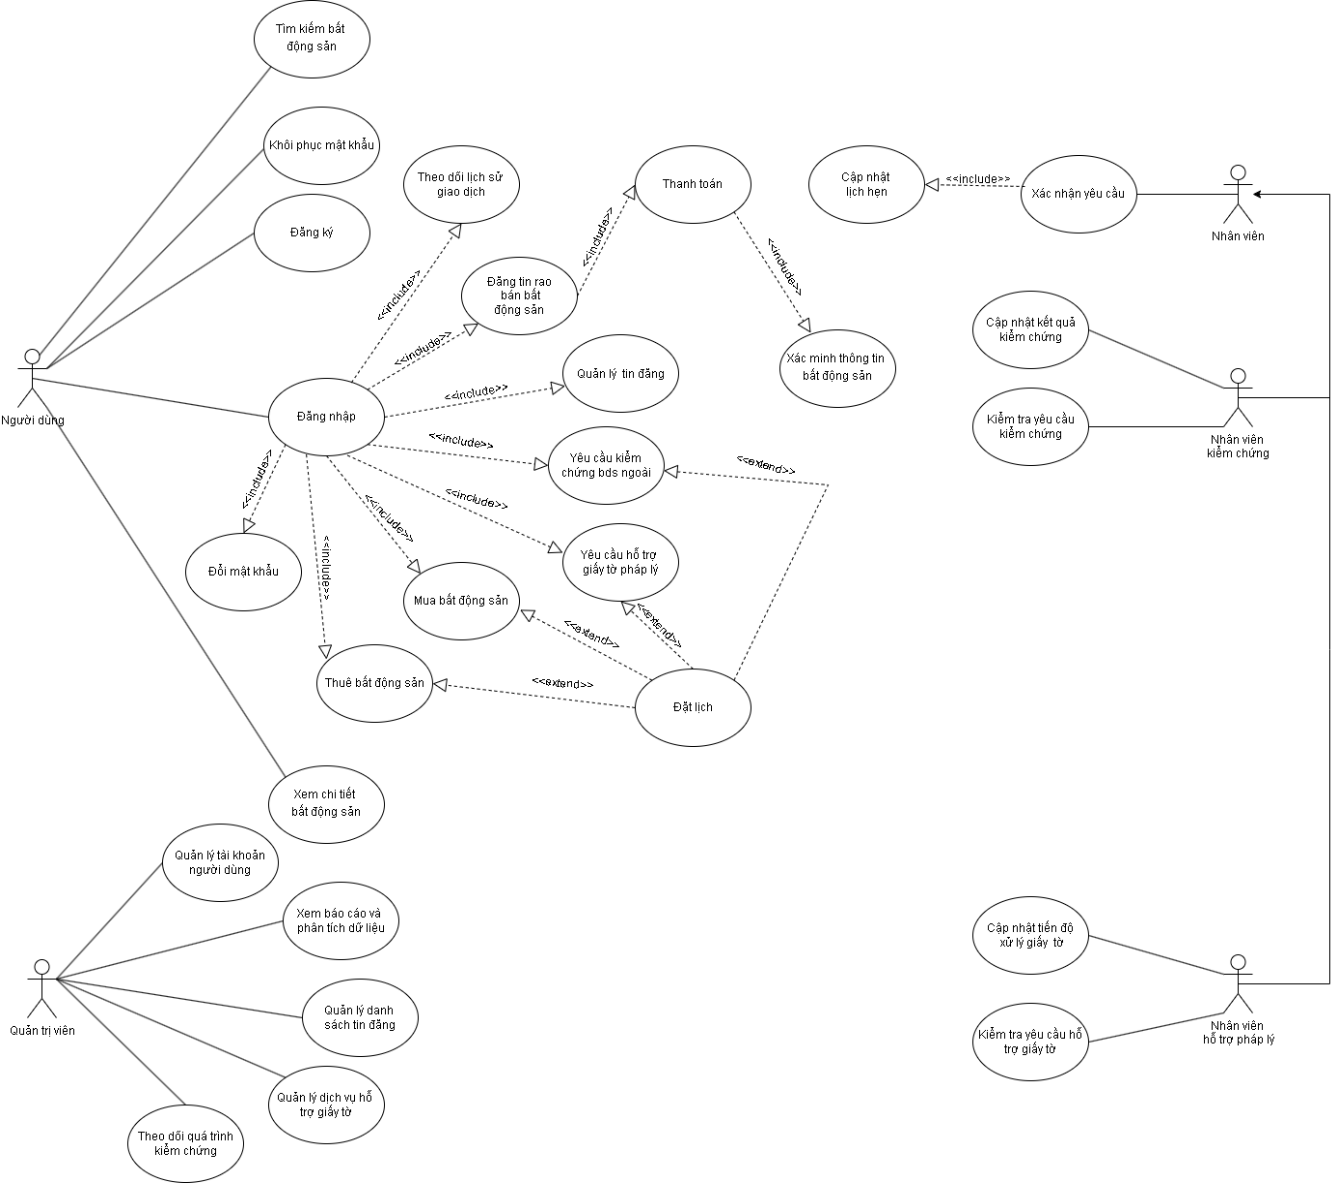 Tìm kiếm bất
động sản
Khôi phục mật khẩu
Đăng ký
Theo dõi lịch sử
giao dịch
Thanh toán
Cập nhật
lịch hẹn
<<include>>
Xác nhận yêu cầu
Nhân viên
<<include>>
<<include>>
<<include>>
Đăng tin rao
bán bất
động sản
<<include>>
Cập nhật kết quả
kiểm chứng
Xác minh thông tin
bất động sản
Quản lý tin đăng
<<include>>
Người dùng
Đăng nhập
Kiểm tra yêu cầu
kiểm chứng
Nhân viên
kiểm chứng
<<include>>
Yêu cầu kiểm
chứng bds ngoài
<<extend>>
<<include>>
<<include>>
<<include>>
<<include>>
Đổi mật khẩu
Yêu cầu hỗ trợ
giấy tờ pháp lý
Mua bất động sản
<<extend>>
<<extend>>
Thuê bất động sản
<<extend>>
Đặt lịch
Xem chi tiết
bất động sản
Quản lý tài khoản
người dùng
Xem báo cáo và
phân tích dữ liệu
Cập nhật tiến độ
xử lý giấy tờ
Quản trị viên
Quản lý danh
sách tin đăng
Nhân viên
hỗ trợ pháp lý
Kiểm tra yêu cầu hỗ
trợ giấy tờ
Quản lý dịch vụ hỗ
trợ giấy tờ
Theo dõi quá trình
kiểm chứng